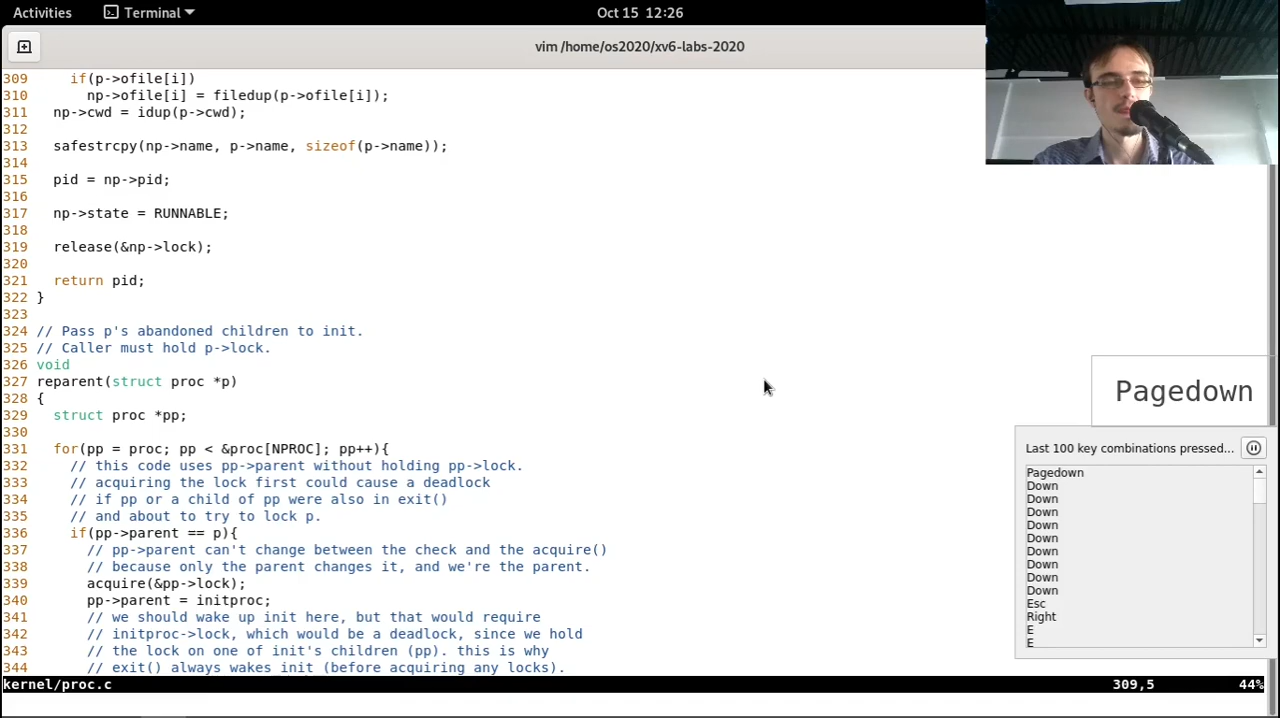 Activities
Terminal
Oct 15 12:26
vim /home/os2020/xv6-labs-2020
309     if(p->ofile[i])
310       np->ofile[i] = filedup(p->ofile[i]);
311   np->cwd = idup(p->cwd);
312
313   safestrcpy(np->name, p->name, sizeof(p->name));
314
315   pid = np->pid;
316
317   np->state = RUNNABLE;
318
319   release(&np->lock);
320
321   return pid;
322 }
323
324 // Pass p's abandoned children to init.
325 // Caller must hold p->lock.
326 void
327 reparent(struct proc *p)
328 {
329   struct proc *pp;
330
331   for(pp = proc; pp < &proc[NPROC]; pp++){
332     // this code uses pp->parent without holding pp->lock.
333     // acquiring the lock first could cause a deadlock
334     // if pp or a child of pp were also in exit()
335     // and about to try to lock p.
336     if(pp->parent == p){
337       // pp->parent can't change between the check and the acquire()
338       // because only the parent changes it, and we're the parent.
339       acquire(&pp->lock);
340       pp->parent = initproc;
341       // we should wake up init here, but that would require
342       // initproc->lock, which would be a deadlock, since we hold
343       // the lock on one of init's children (pp). this is why
344       // exit() always wakes init (before acquiring any locks).
kernel/proc.c 309,5 44%
Pagedown
Last 100 key combinations pressed...
Pagedown
Down
Down
Down
Down
Down
Down
Down
Down
Down
Esc
Right
E
E